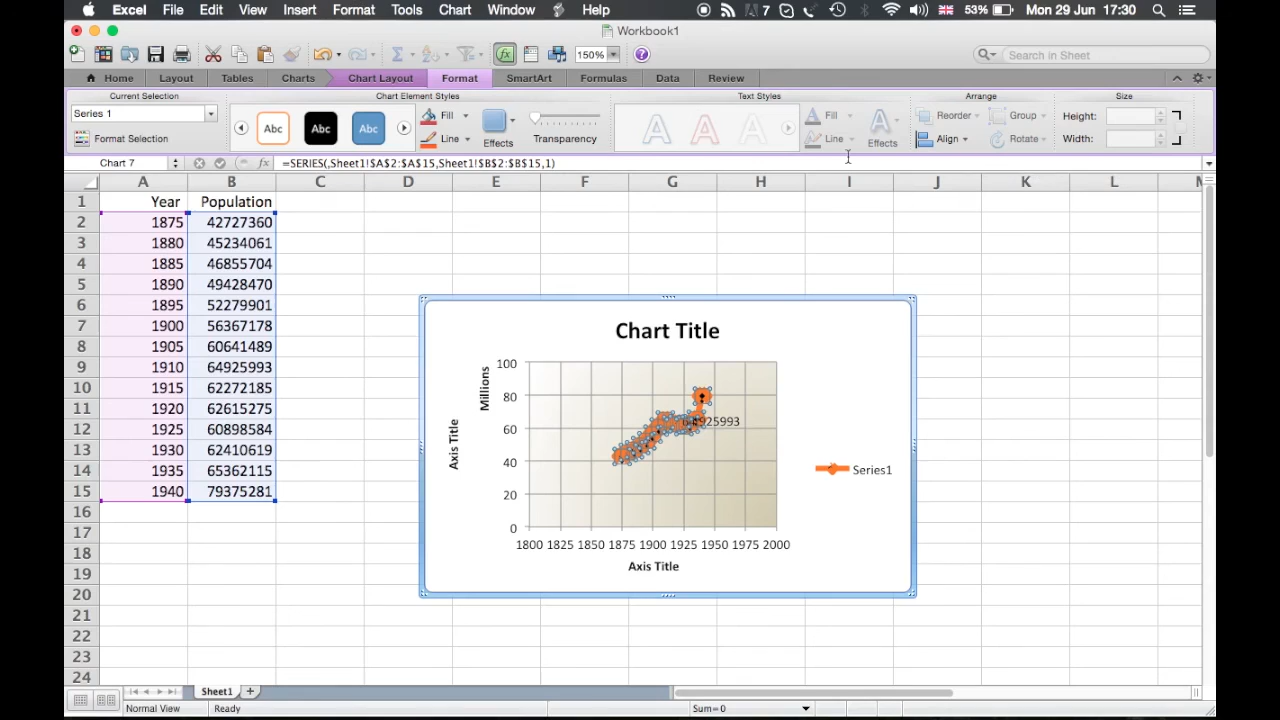 Excel File Edit View Insert Format Tools Chart Window Help 7 53% Mon 29 Jun 17:30
Workbook1
150% Search in Sheet
Home Layout Tables Charts Chart Layout Format SmartArt Formulas Data Review
Current Selection Chart Element Styles Text Styles Arrange Size
Series 1 Abc Abc Abc Fill Fill Reorder Group Height:
Format Selection Line Effects Transparency Line Effects Align Rotate Width:
Chart 7 fx =SERIES(,Sheet1!$A$2:$A$15,Sheet1!$B$2:$B$15,1)
A B C D E F G H I J K L
1 Year Population
2 1875 42727360
3 1880 45234061
4 1885 46855704
5 1890 49428470
6 1895 52279901
7 1900 56367178
8 1905 60641489
9 1910 64925993
10 1915 62272185
11 1920 62615275
12 1925 60898584
13 1930 62410619
14 1935 65362115
15 1940 79375281
16
17
18
19
20
21
22
23
24
Chart Title
Millions
Axis Title
100
80
60
40
20
0
1800 1825 1850 1875 1900 1925 1950 1975 2000
Axis Title
Series1
Sheet1
Normal View Ready Sum=0